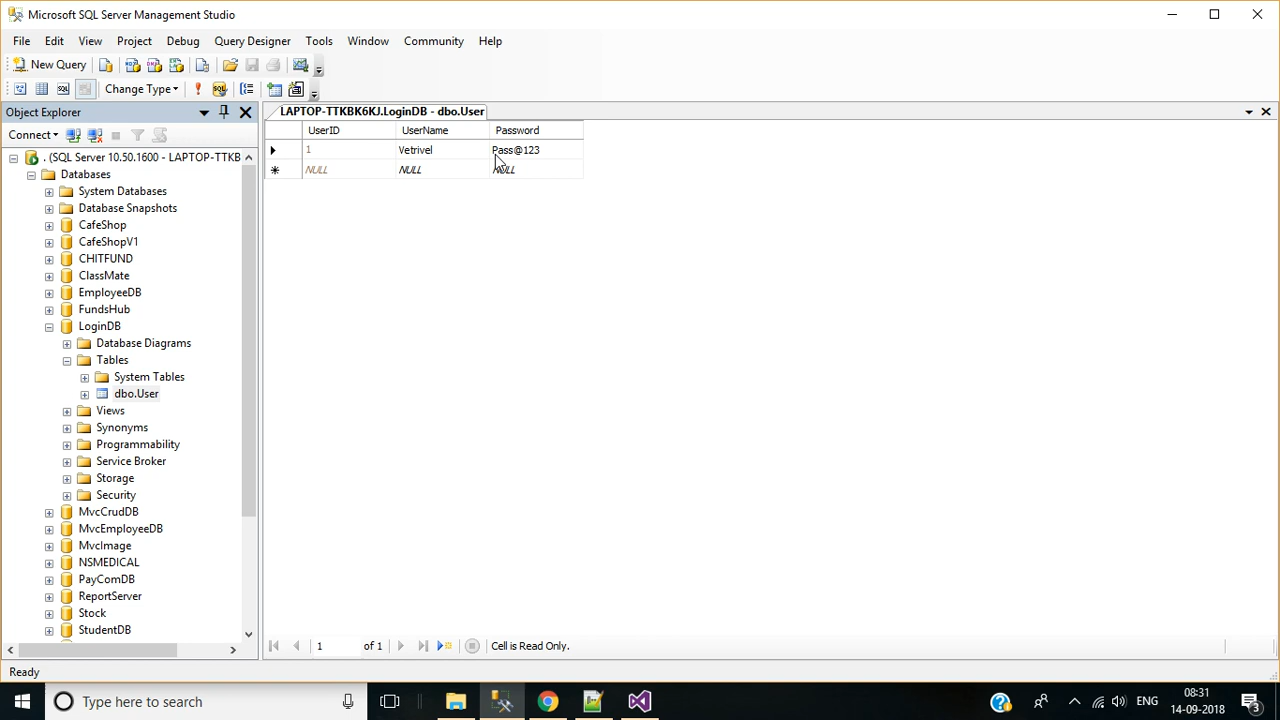 Microsoft SQL Server Management Studio
File Edit View Project Debug Query Designer Tools Window Community Help
New Query
Change Type
Object Explorer
LAPTOP-TTKBK6KJ.LoginDB - dbo.User
Connect
UserID UserName Password
1 Vetrivel Pass@123
NULL NULL NULL
. (SQL Server 10.50.1600 - LAPTOP-TTKB
Databases
System Databases
Database Snapshots
CafeShop
CafeShopV1
CHITFUND
ClassMate
EmployeeDB
FundsHub
LoginDB
Database Diagrams
Tables
System Tables
dbo.User
Views
Synonyms
Programmability
Service Broker
Storage
Security
MvcCrudDB
MvcEmployeeDB
MvcImage
NSMEDICAL
PayComDB
ReportServer
Stock
StudentDB
1 of 1 Cell is Read Only.
Ready
Type here to search
ENG
08:31
14-09-2018
3